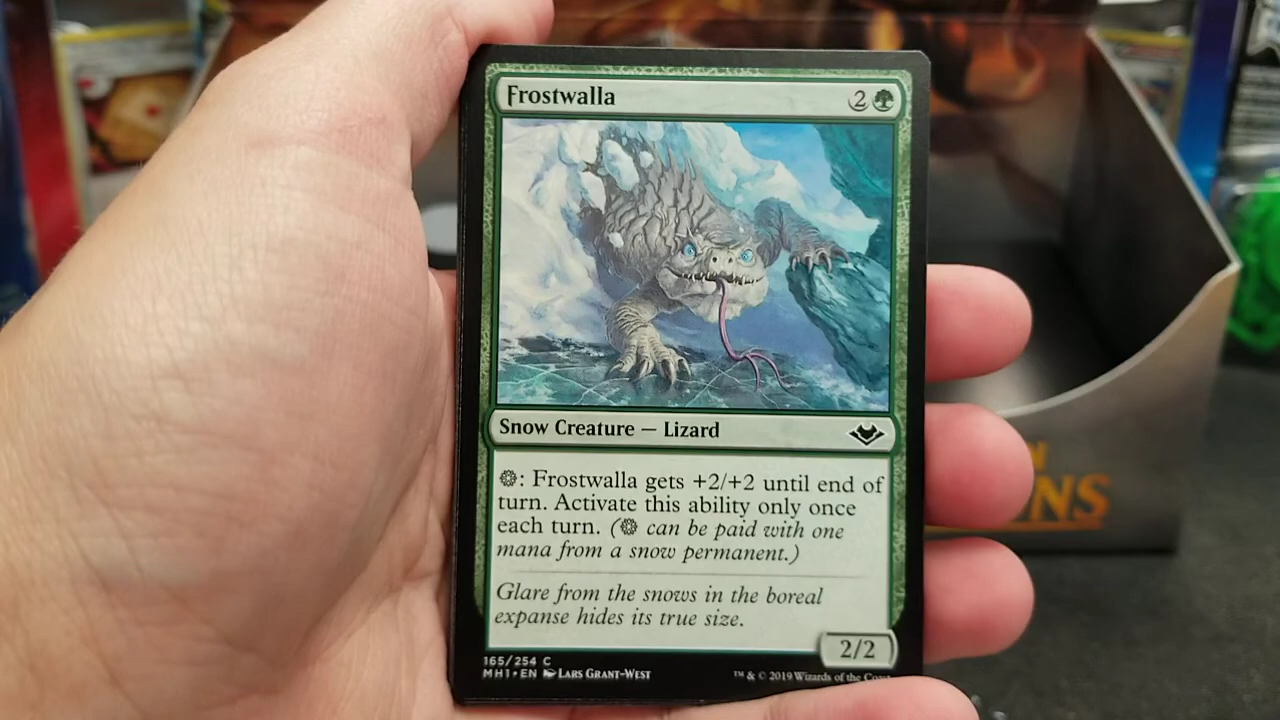 Frostwalla 2
Snow Creature — Lizard
: Frostwalla gets +2/+2 until end of
turn. Activate this ability only once
each turn. ( can be paid with one
mana from a snow permanent.)
Glare from the snows in the boreal
expanse hides its true size.
2/2
165/254 C
MH1 • EN Lars Grant-West
™ & © 2019 Wizards of the